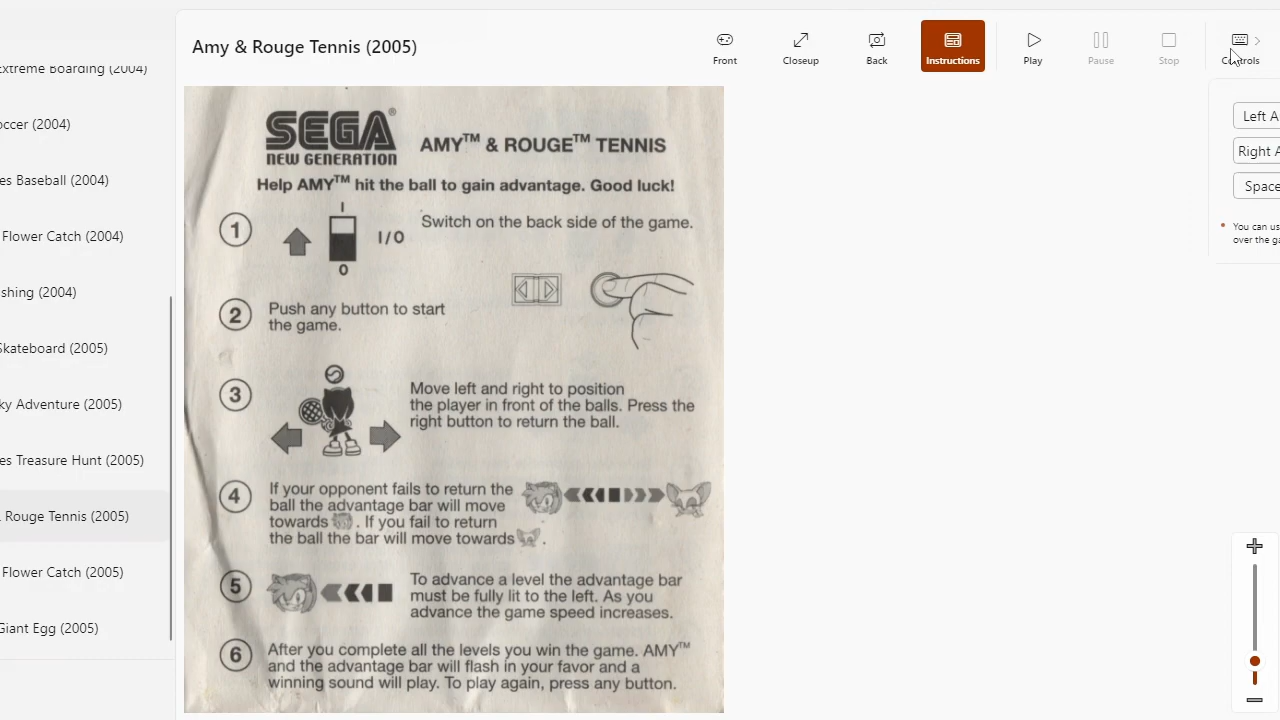 Amy & Rouge Tennis (2005)
Front
Closeup
Back
Instructions
Play
Pause
Stop
Controls
Extreme Boarding (2004)
occer (2004)
es Baseball (2004)
Flower Catch (2004)
shing (2004)
Skateboard (2005)
ky Adventure (2005)
es Treasure Hunt (2005)
Rouge Tennis (2005)
Flower Catch (2005)
Giant Egg (2005)
SEGA®
NEW GENERATION
AMY™ & ROUGE™ TENNIS
Help AMY™ hit the ball to gain advantage. Good luck!
1
I
I/O
O
Switch on the back side of the game.
2
Push any button to start
the game.
3
Move left and right to position
the player in front of the balls. Press the
right button to return the ball.
4
If your opponent fails to return the
ball the advantage bar will move
towards . If you fail to return
the ball the bar will move towards .
5
To advance a level the advantage bar
must be fully lit to the left. As you
advance the game speed increases.
6
After you complete all the levels you win the game. AMY™
and the advantage bar will flash in your favor and a
winning sound will play. To play again, press any button.
Left A
Right A
Space
You can us
over the ga